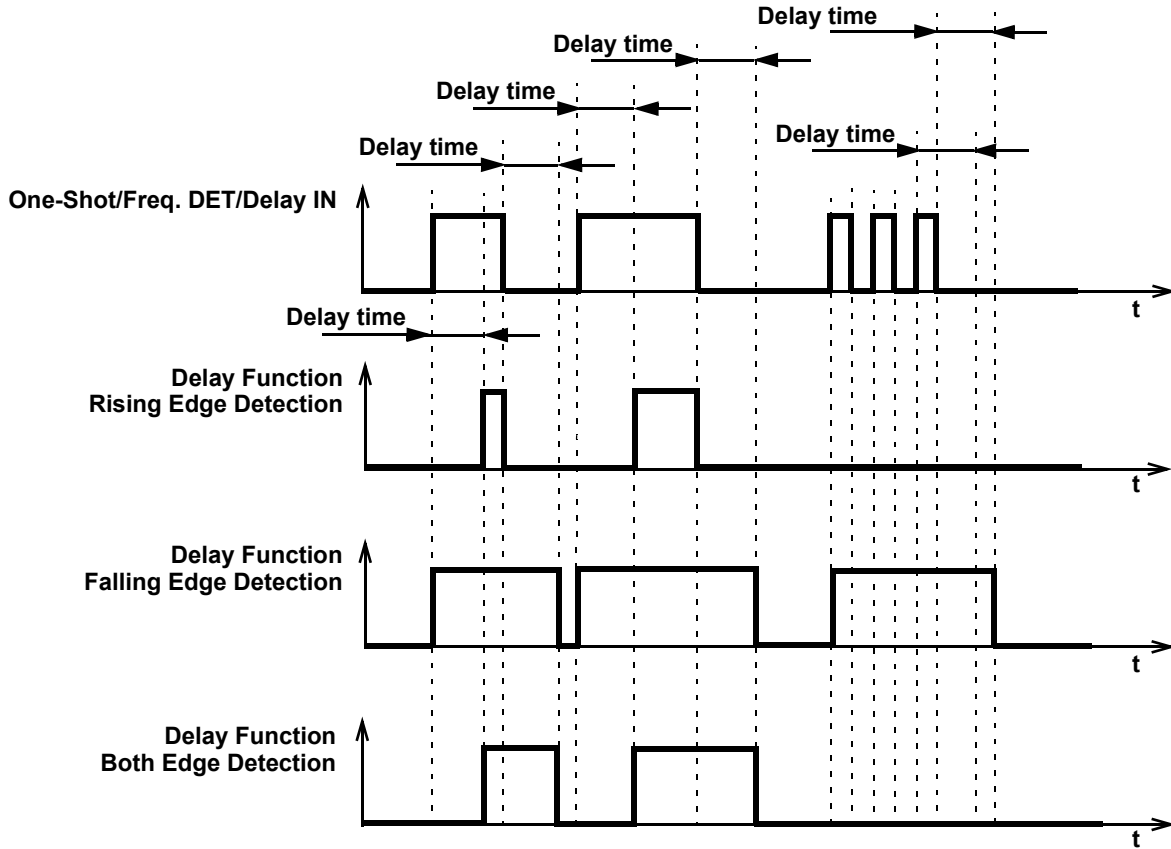 Delay time
Delay time
Delay time
Delay time
Delay time
One-Shot/Freq. DET/Delay IN
t
Delay time
Delay Function
Rising Edge Detection
t
Delay Function
Falling Edge Detection
t
Delay Function
Both Edge Detection
t